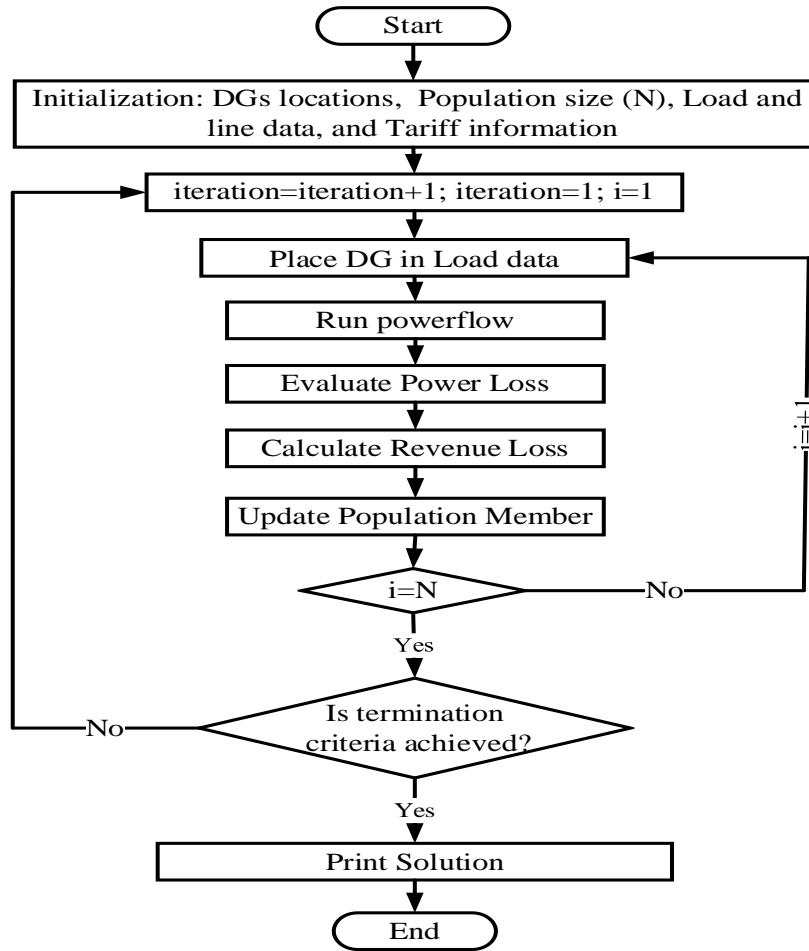 Start
Initialization: DGs locations, Population size (N), Load and
line data, and Tariff information
iteration=iteration+1; iteration=1; i=1
Place DG in Load data
Run powerflow
Evaluate Power Loss
Calculate Revenue Loss
i=i+1
Update Population Member
i=N
No
Yes
Is termination
criteria achieved?
No
Yes
Print Solution
End